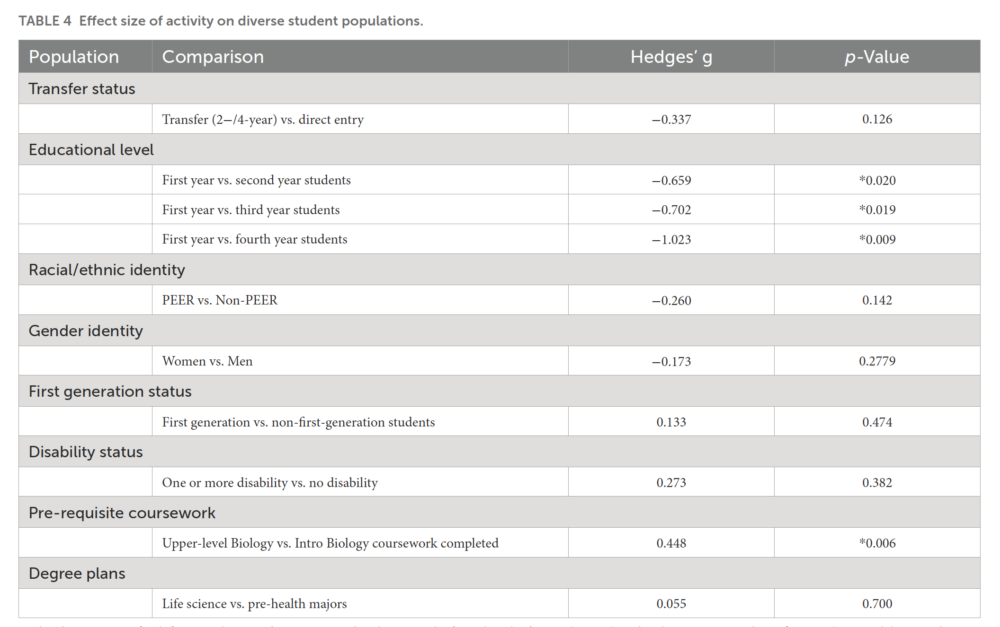 TABLE 4 Effect size of activity on diverse student populations.
Population Comparison Hedges’ g p-Value
Transfer status
Transfer (2−/4-year) vs. direct entry −0.337 0.126
Educational level
First year vs. second year students −0.659 *0.020
First year vs. third year students −0.702 *0.019
First year vs. fourth year students −1.023 *0.009
Racial/ethnic identity
PEER vs. Non-PEER −0.260 0.142
Gender identity
Women vs. Men −0.173 0.2779
First generation status
First generation vs. non-first-generation students 0.133 0.474
Disability status
One or more disability vs. no disability 0.273 0.382
Pre-requisite coursework
Upper-level Biology vs. Intro Biology coursework completed 0.448 *0.006
Degree plans
Life science vs. pre-health majors 0.055 0.700